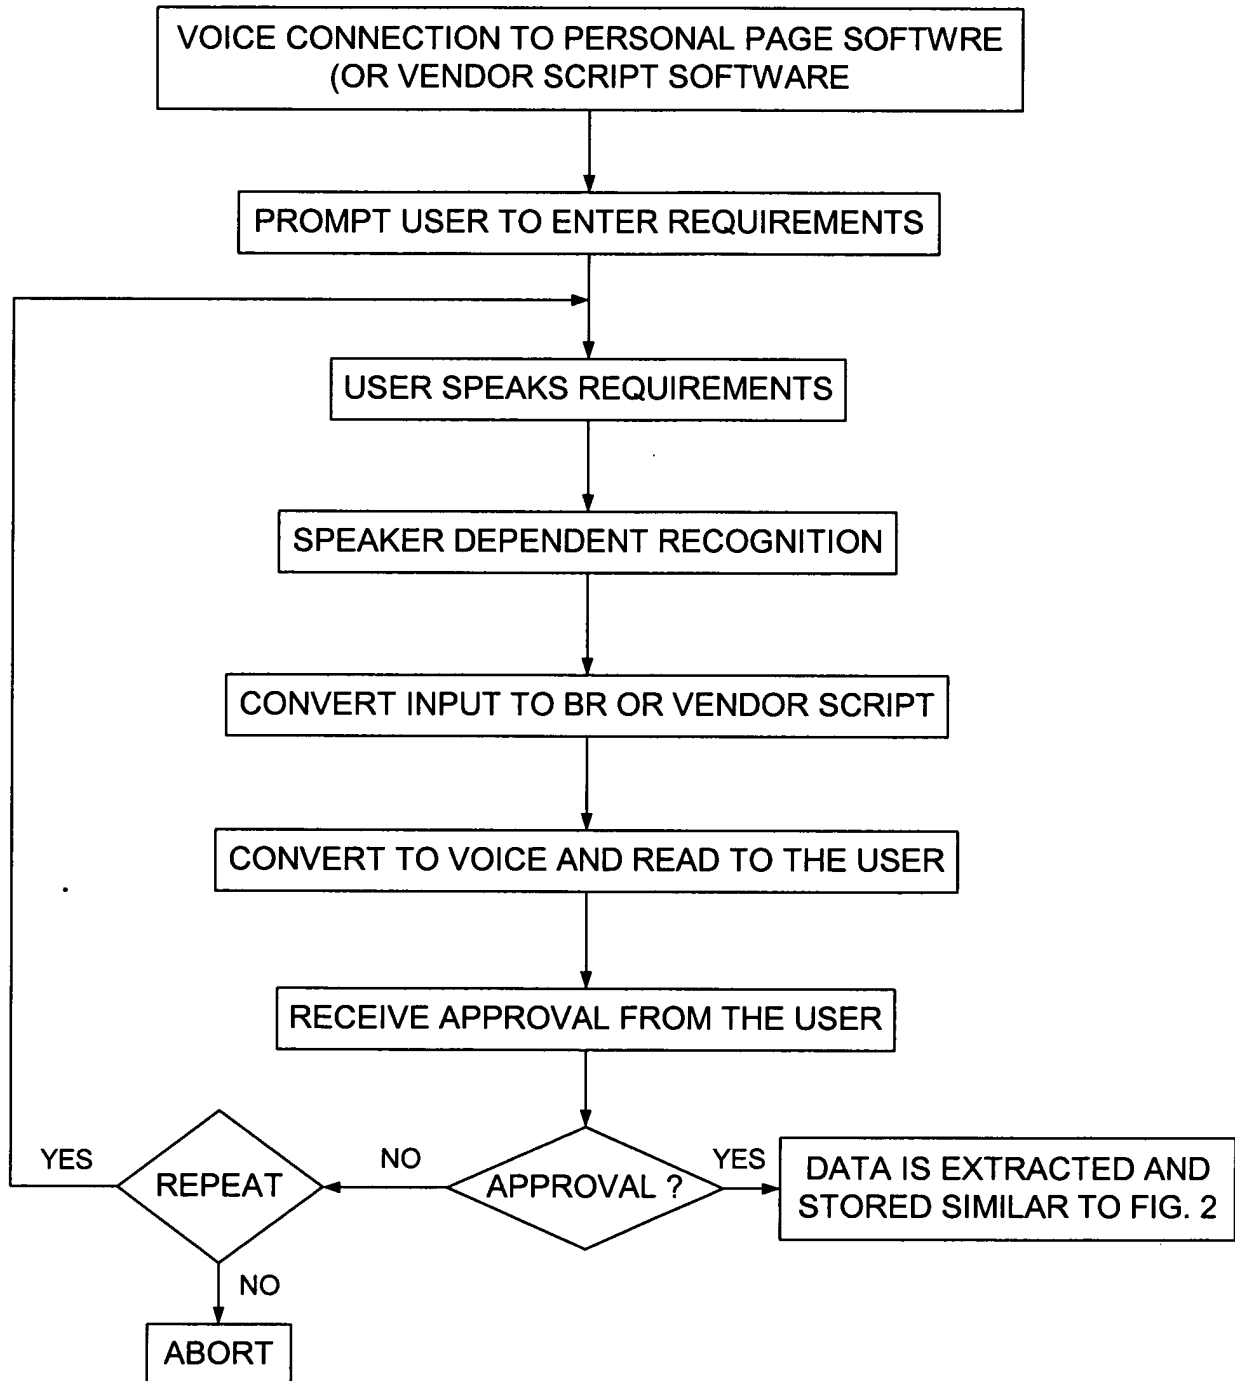 VOICE CONNECTION TO PERSONAL PAGE SOFTWRE
(OR VENDOR SCRIPT SOFTWARE
PROMPT USER TO ENTER REQUIREMENTS
USER SPEAKS REQUIREMENTS
SPEAKER DEPENDENT RECOGNITION
CONVERT INPUT TO BR OR VENDOR SCRIPT
CONVERT TO VOICE AND READ TO THE USER
RECEIVE APPROVAL FROM THE USER
YES
REPEAT
NO
APPROVAL ?
YES
DATA IS EXTRACTED AND
STORED SIMILAR TO FIG. 2
NO
ABORT